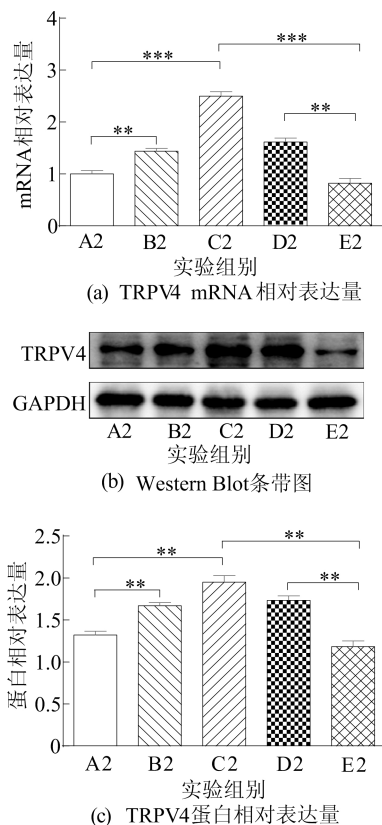 mRNA相对表达量
4
3
2
1
0
***
***
**
**
A2 B2 C2 D2 E2
实验组别
(a) TRPV4 mRNA相对表达量
TRPV4
GAPDH
A2 B2 C2 D2 E2
实验组别
(b) Western Blot条带图
蛋白相对表达量
2.5
2.0
1.5
1.0
0.5
0
**
**
**
**
A2 B2 C2 D2 E2
实验组别
(c) TRPV4蛋白相对表达量